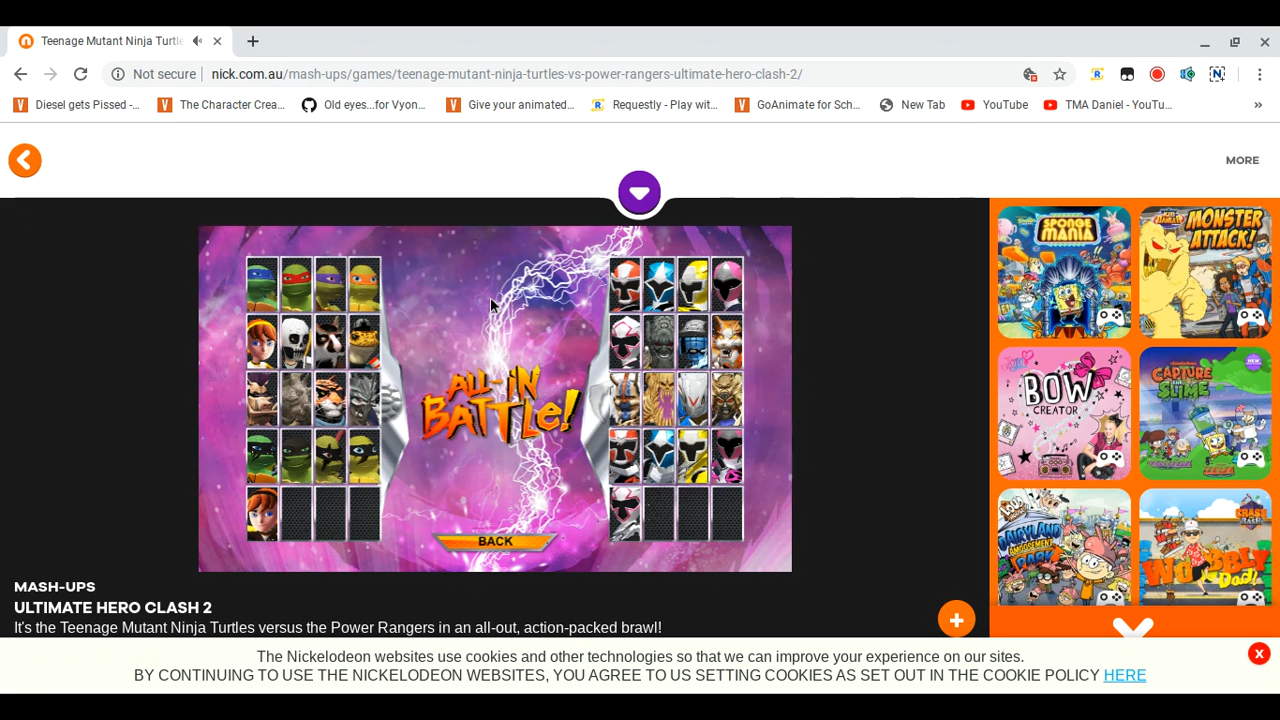 Teenage Mutant Ninja Turtle
Not secure
nick.com.au/mash-ups/games/teenage-mutant-ninja-turtles-vs-power-rangers-ultimate-hero-clash-2/
Diesel gets Pissed -...
The Character Crea...
Old eyes...for Vyon...
Give your animated...
Requestly - Play wit...
GoAnimate for Sch...
New Tab
YouTube
TMA Daniel - YouTu...
»
MORE
ALL-IN
BATTLE!
BACK
SPONGE
MANIA
MONSTER
ATTACK!
BOW
CREATOR
NEW
CAPTURE
THE
SLIME
DAIRYLAND
AMUSEMENT
PARK
WOBBLY
Dad!
MASH-UPS
ULTIMATE HERO CLASH 2
It's the Teenage Mutant Ninja Turtles versus the Power Rangers in an all-out, action-packed brawl!
The Nickelodeon websites use cookies and other technologies so that we can improve your experience on our sites.
BY CONTINUING TO USE THE NICKELODEON WEBSITES, YOU AGREE TO US SETTING COOKIES AS SET OUT IN THE COOKIE POLICY HERE